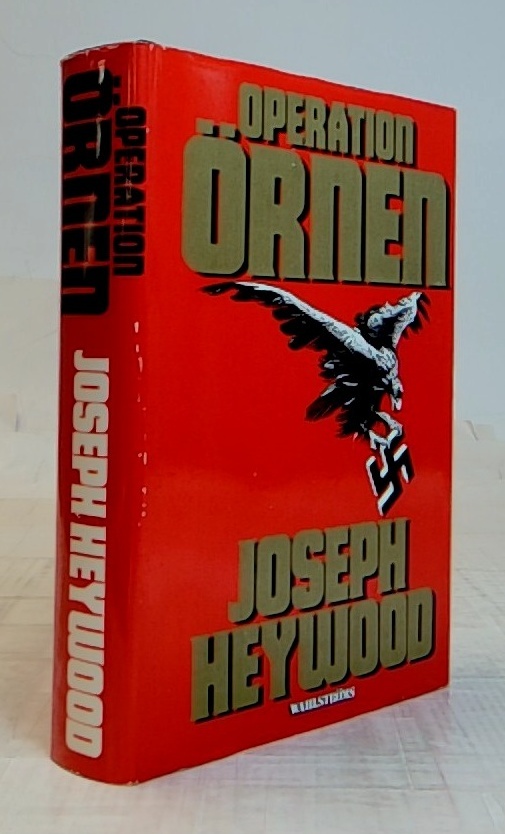 OPERATION
ÖRNEN
JOSEPH
HEYWOOD
WAHLSTRÖMS
OPERATION
ÖRNEN
JOSEPH HEYWOOD